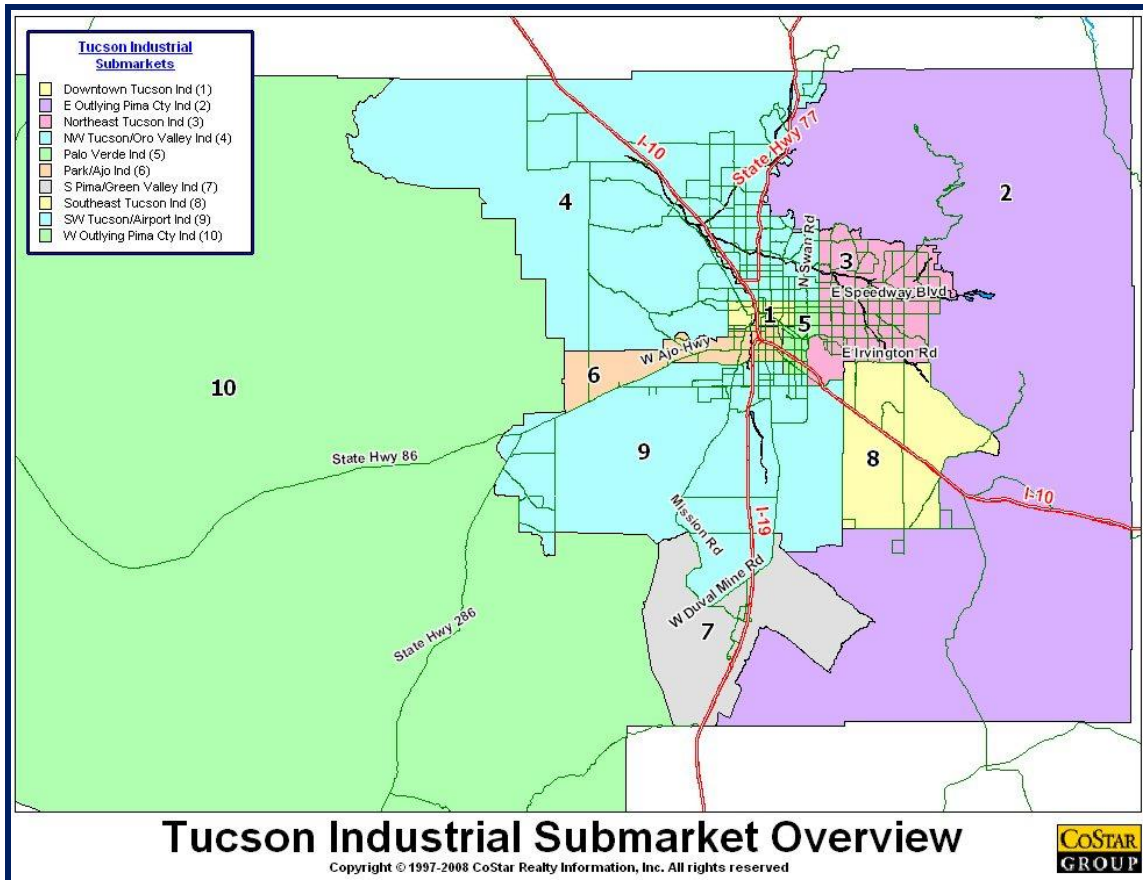 Tucson Industrial
Submarkets
Downtown Tucson Ind (1)
E Outlying Pima Cty Ind (2)
Northeast Tucson Ind (3)
NW Tucson/Oro Valley Ind (4)
Palo Verde Ind (5)
Park/Ajo Ind (6)
S Pima/Green Valley Ind (7)
Southeast Tucson Ind (8)
SW Tucson/Airport Ind (9)
W Outlying Pima Cty Ind (10)
I-10
State Hwy 77
4
2
N Swan Rd
3
E Speedway Blvd
1
5
W Ajo Hwy
E Irvington Rd
6
10
9
8
State Hwy 86
I-10
Mission Rd
I-19
W Duval Mine Rd
7
State Hwy 286
Tucson Industrial Submarket Overview
Copyright © 1997-2008 CoStar Realty Information, Inc. All rights reserved
COSTAR
GROUP